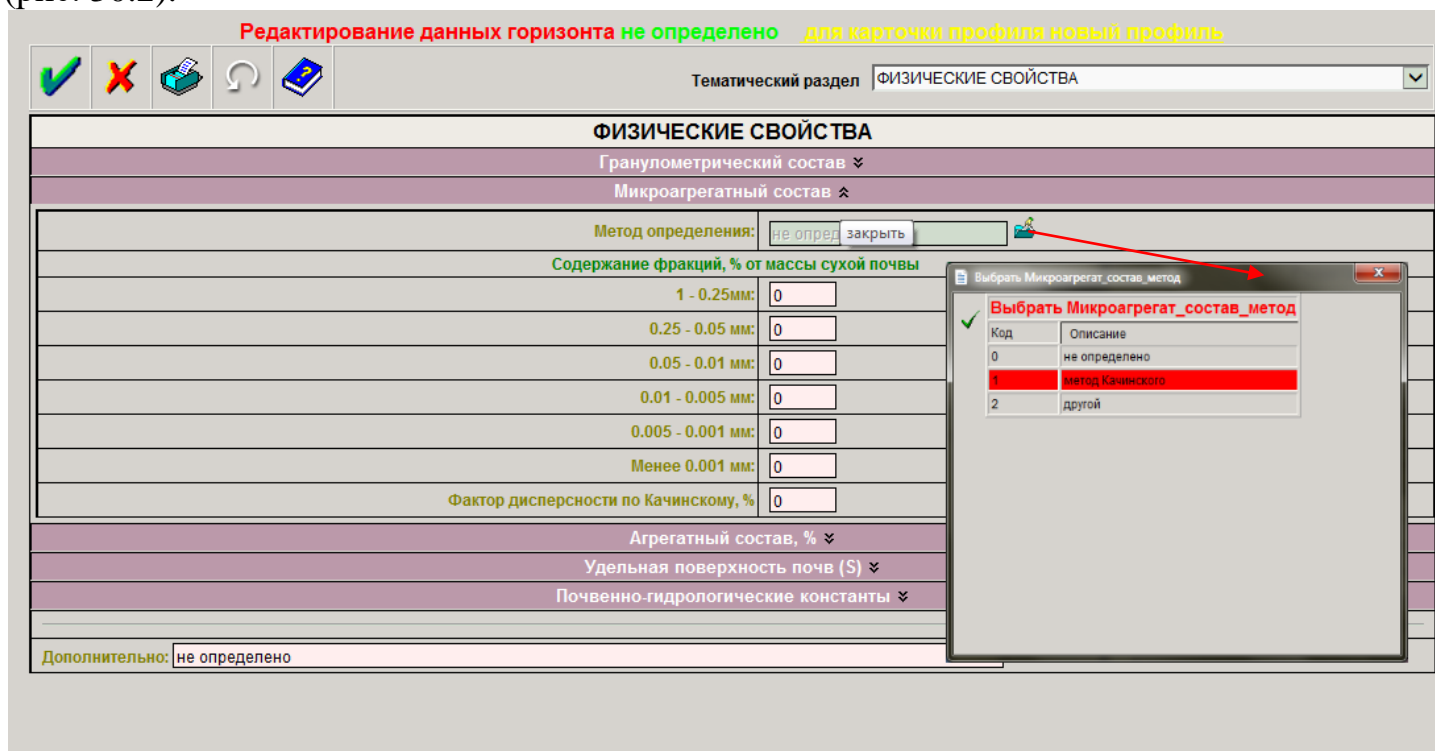 (рис. 30.2).
Редактирование данных горизонта не определено для карточки профиля новый профиль
Тематический раздел ФИЗИЧЕСКИЕ СВОЙСТВА
ФИЗИЧЕСКИЕ СВОЙСТВА
Гранулометрический состав
Микроагрегатный состав
Метод определения: не опред закрыть
Содержание фракций, % от массы сухой почвы
1 - 0.25мм: 0
0.25 - 0.05 мм: 0
0.05 - 0.01 мм: 0
0.01 - 0.005 мм: 0
0.005 - 0.001 мм: 0
Менее 0.001 мм: 0
Фактор дисперсности по Качинскому, % 0
Агрегатный состав, %
Удельная поверхность почв (S)
Почвенно-гидрологические константы
Дополнительно: не определено
Выбрать Микроагрегат_состав_метод
Выбрать Микроагрегат_состав_метод
Код Описание
0 не определено
1 метод Качинского
2 другой